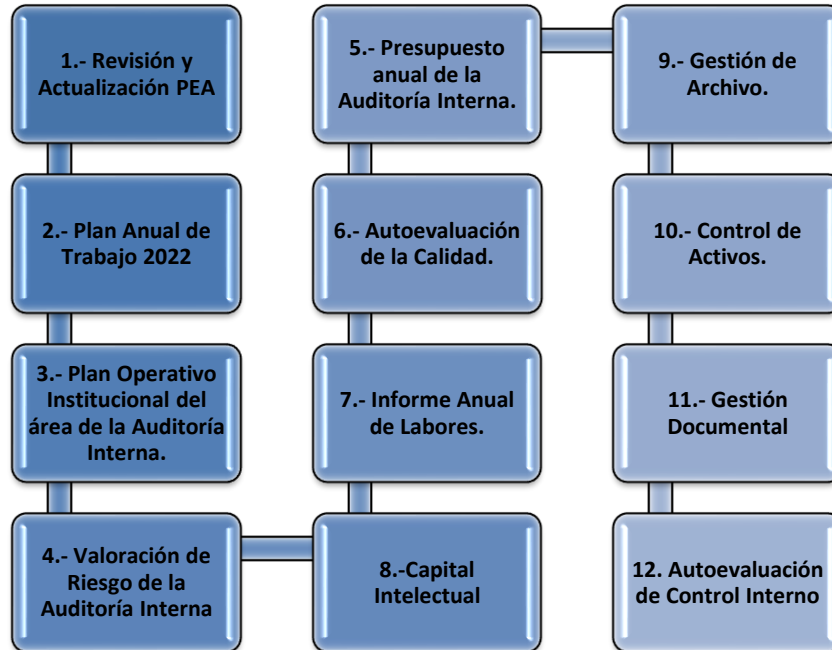 1.- Revisión y
Actualización PEA
2.- Plan Anual de
Trabajo 2022
3.- Plan Operativo
Institucional del
área de la Auditoría
Interna.
4.- Valoración de
Riesgo de la
Auditoría Interna
5.- Presupuesto
anual de la
Auditoría Interna.
6.- Autoevaluación
de la Calidad.
7.- Informe Anual
de Labores.
8.-Capital
Intelectual
9.- Gestión de
Archivo.
10.- Control de
Activos.
11.- Gestión
Documental
12. Autoevaluación
de Control Interno